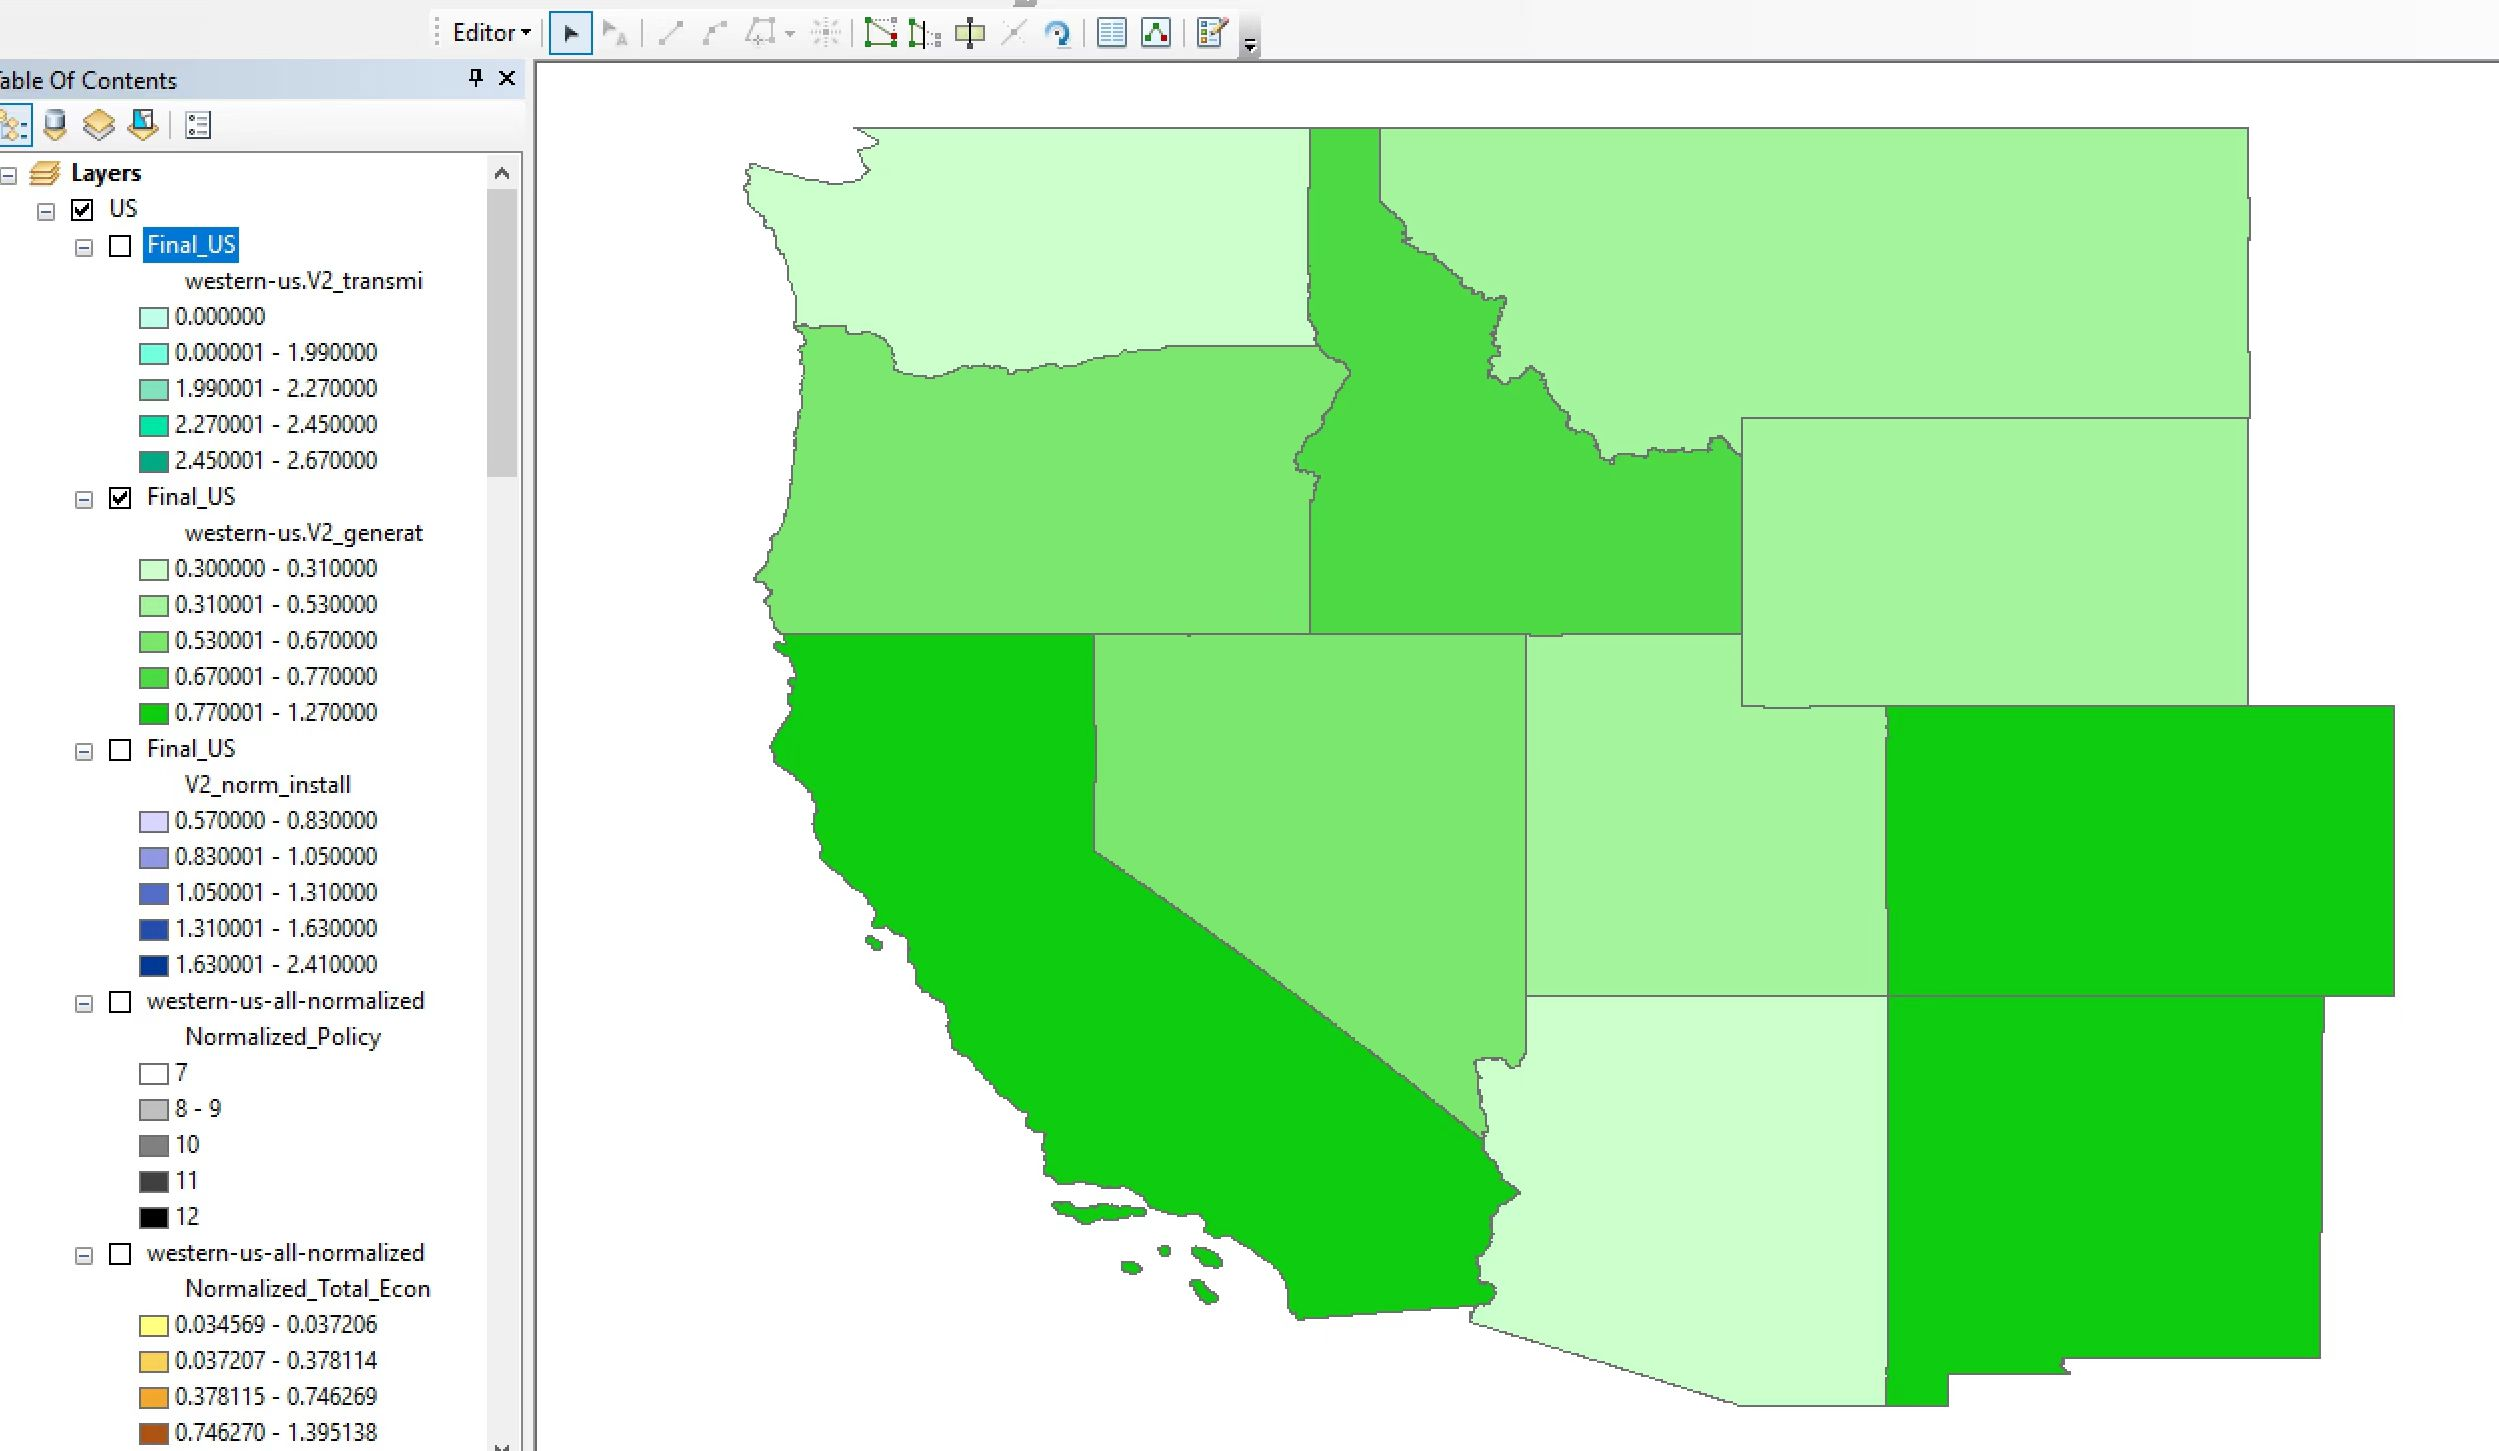 Editor
Table Of Contents
Layers
US
Final_US
western-us.V2_transmi
0.000000
0.000001 - 1.990000
1.990001 - 2.270000
2.270001 - 2.450000
2.450001 - 2.670000
Final_US
western-us.V2_generat
0.300000 - 0.310000
0.310001 - 0.530000
0.530001 - 0.670000
0.670001 - 0.770000
0.770001 - 1.270000
Final_US
V2_norm_install
0.570000 - 0.830000
0.830001 - 1.050000
1.050001 - 1.310000
1.310001 - 1.630000
1.630001 - 2.410000
western-us-all-normalized
Normalized_Policy
7
8 - 9
10
11
12
western-us-all-normalized
Normalized_Total_Econ
0.034569 - 0.037206
0.037207 - 0.378114
0.378115 - 0.746269
0.746270 - 1.395138